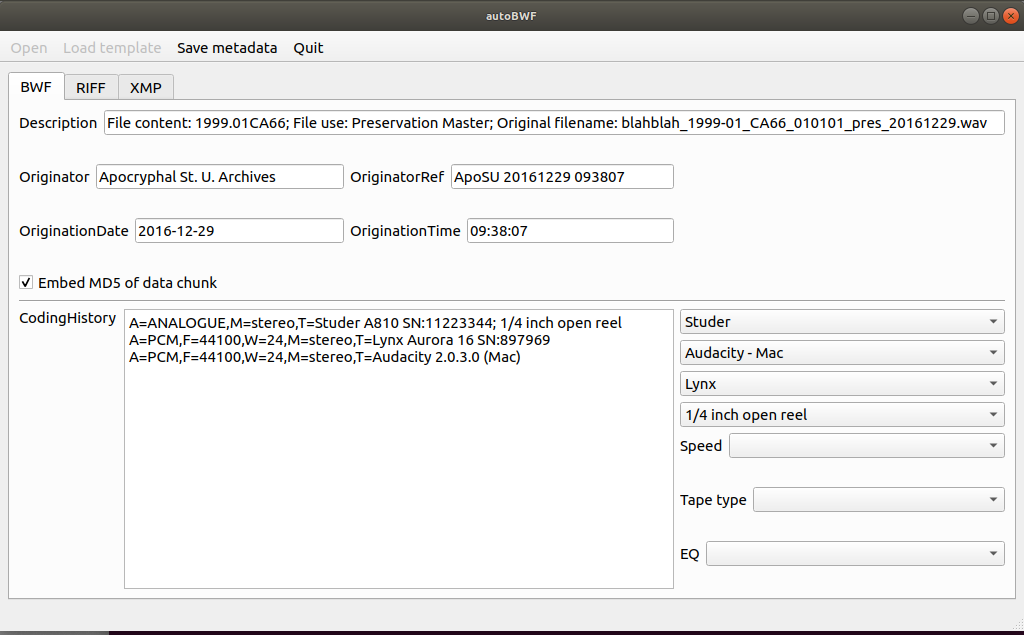 autoBWF
Open Load template Save metadata Quit
BWF RIFF XMP
Description File content: 1999.01CA66; File use: Preservation Master; Original filename: blahblah_1999-01_CA66_010101_pres_20161229.wav
Originator Apocryphal St. U. Archives OriginatorRef ApoSU 20161229 093807
OriginationDate 2016-12-29 OriginationTime 09:38:07
Embed MD5 of data chunk
CodingHistory
A=ANALOGUE,M=stereo,T=Studer A810 SN:11223344; 1/4 inch open reel
A=PCM,F=44100,W=24,M=stereo,T=Lynx Aurora 16 SN:897969
A=PCM,F=44100,W=24,M=stereo,T=Audacity 2.0.3.0 (Mac)
Studer
Audacity - Mac
Lynx
1/4 inch open reel
Speed
Tape type
EQ